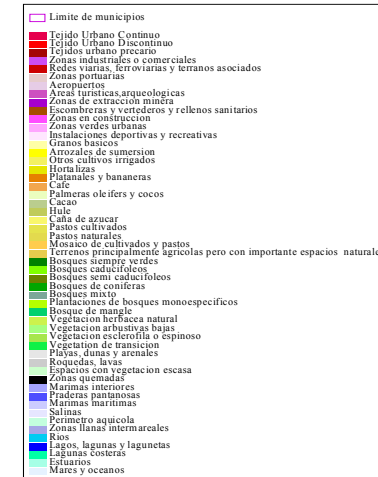 Limite de municipios
Tejido Urbano Continuo
Tejido Urbano Discontinuo
Tejidos urbano precario
Zonas industriales o comerciales
Redes viarias, ferroviarias y terranos asociados
Zonas portuarias
Aeropuertos
Areas turisticas,arqueologicas
Zonas de extracción minera
Escombreras y vertederos y rellenos sanitarios
Zonas en construccion
Zonas verdes urbanas
Instalaciones deportivas y recreativas
Granos basicos
Arrozales de sumersion
Otros cultivos irrigados
Hortalizas
Platanales y bananeras
Cafe
Palmeras oleifers y cocos
Cacao
Hule
Caña de azucar
Pastos cultivados
Pastos naturales
Mosaico de cultivados y pastos
Terrenos principalmente agricolas pero con importante espacios naturale
Bosques siempre verdes
Bosques caducifoleos
Bosques semi caducifoleos
Bosques de coniferas
Bosques mixto
Plantaciones de bosques monoespecificos
Bosque de mangle
Vegetacion herbacea natural
Vegetacion arbustivas bajas
Vegetacion esclerofila o espinoso
Vegetation de transicion
Playas, dunas y arenales
Roquedas, lavas
Espacios con vegetacion escasa
Zonas quemadas
Marimas interiores
Praderas pantanosas
Marimas maritimas
Salinas
Perimetro aquicola
Zonas llanas intermareales
Rios
Lagos, lagunas y lagunetas
Lagunas costeras
Estuarios
Mares y oceanos